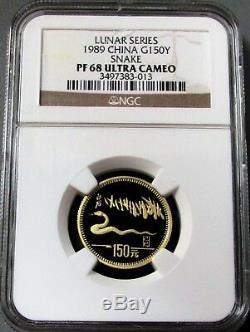 LUNAR SERIES
1989 CHINA G150Y
SNAKE
PF 68 ULTRA CAMEO
3497383-013
NGC
150元